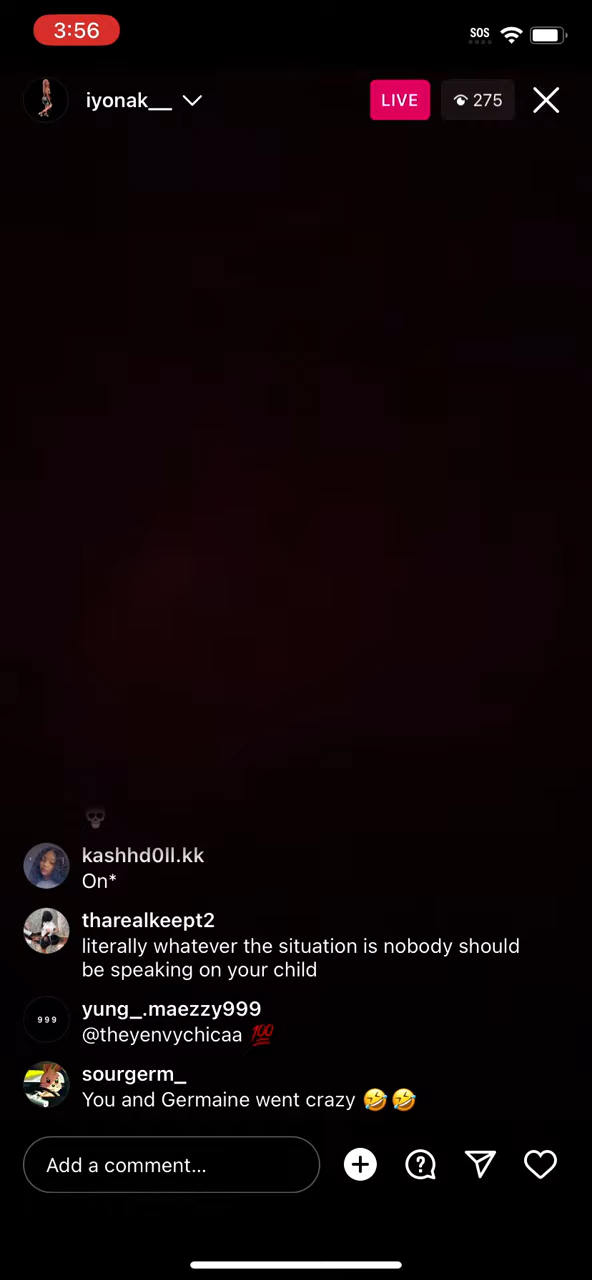 3:56
SOS
iyonak__
LIVE
275
💀
kashhd0ll.kk
On*
tharealkeept2
literally whatever the situation is nobody should
be speaking on your child
999
yung_.maezzy999
@theyenvychicaa 💯
sourgerm_
You and Germaine went crazy 🤣🤣
Add a comment...